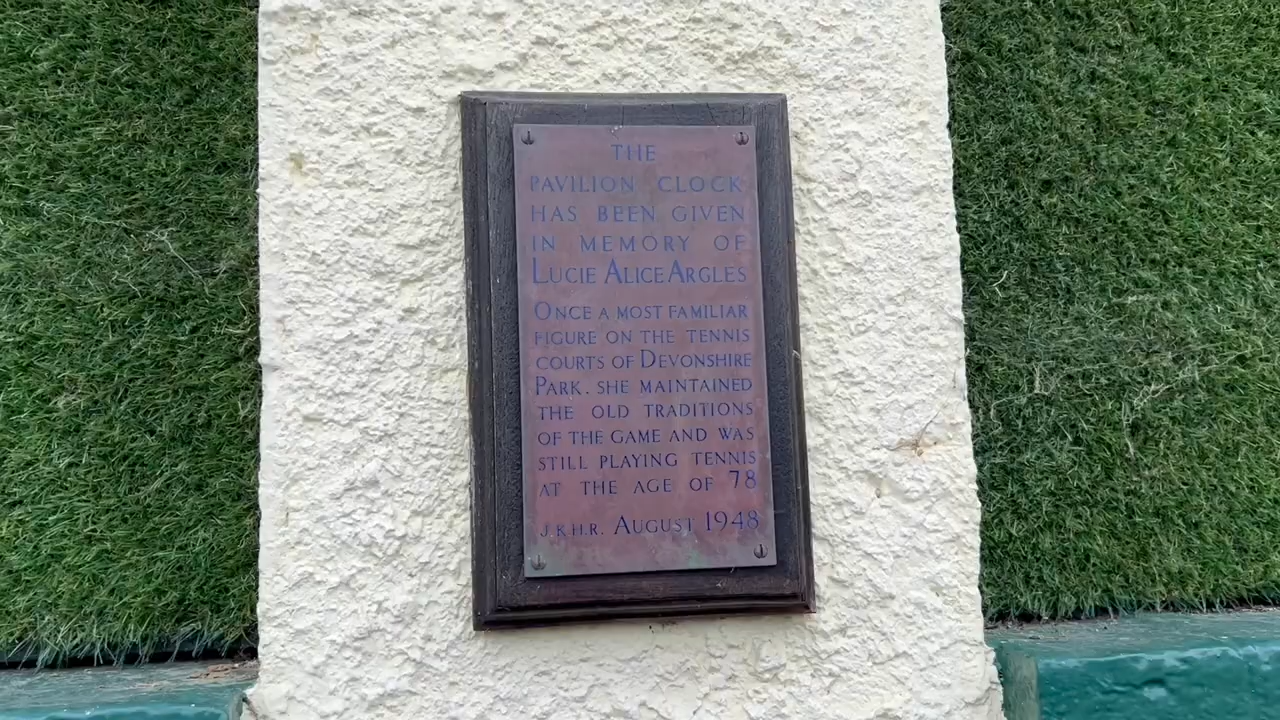 THE
PAVILION CLOCK
HAS BEEN GIVEN
IN MEMORY OF
LUCIE ALICE ARGLES
ONCE A MOST FAMILIAR
FIGURE ON THE TENNIS
COURTS OF DEVONSHIRE
PARK. SHE MAINTAINED
THE OLD TRADITIONS
OF THE GAME AND WAS
STILL PLAYING TENNIS
AT THE AGE OF 78
J.K.H.R. AUGUST 1948